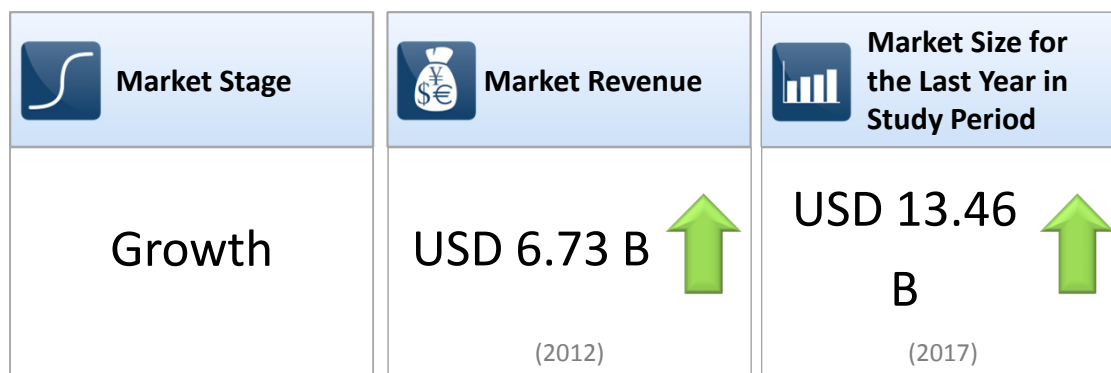 Market Stage
Growth
¥
$€
Market Revenue
USD 6.73 B
(2012)
Market Size for
the Last Year in
Study Period
USD 13.46
B
(2017)